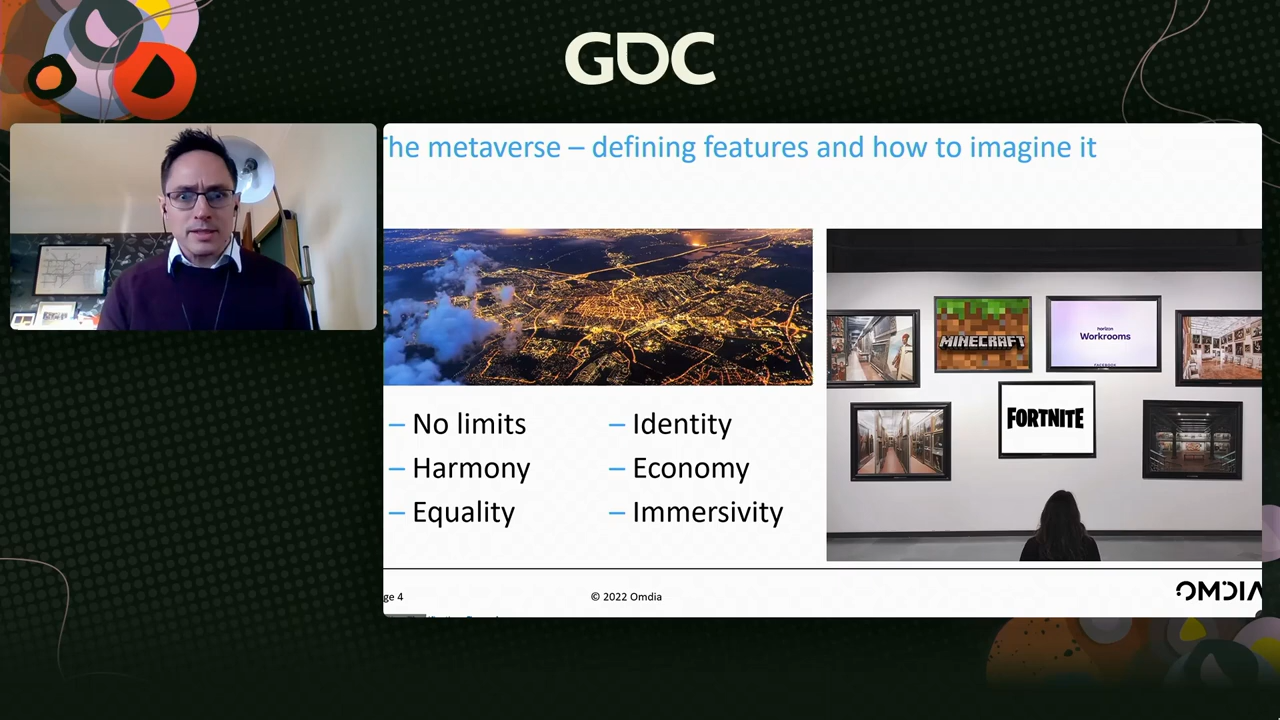 GDC
The metaverse – defining features and how to imagine it
– No limits
– Harmony
– Equality
– Identity
– Economy
– Immersivity
MINECRAFT
horizon
Workrooms
FACEBOOK
FORTNITE
ge 4
© 2022 Omdia
OMDIA